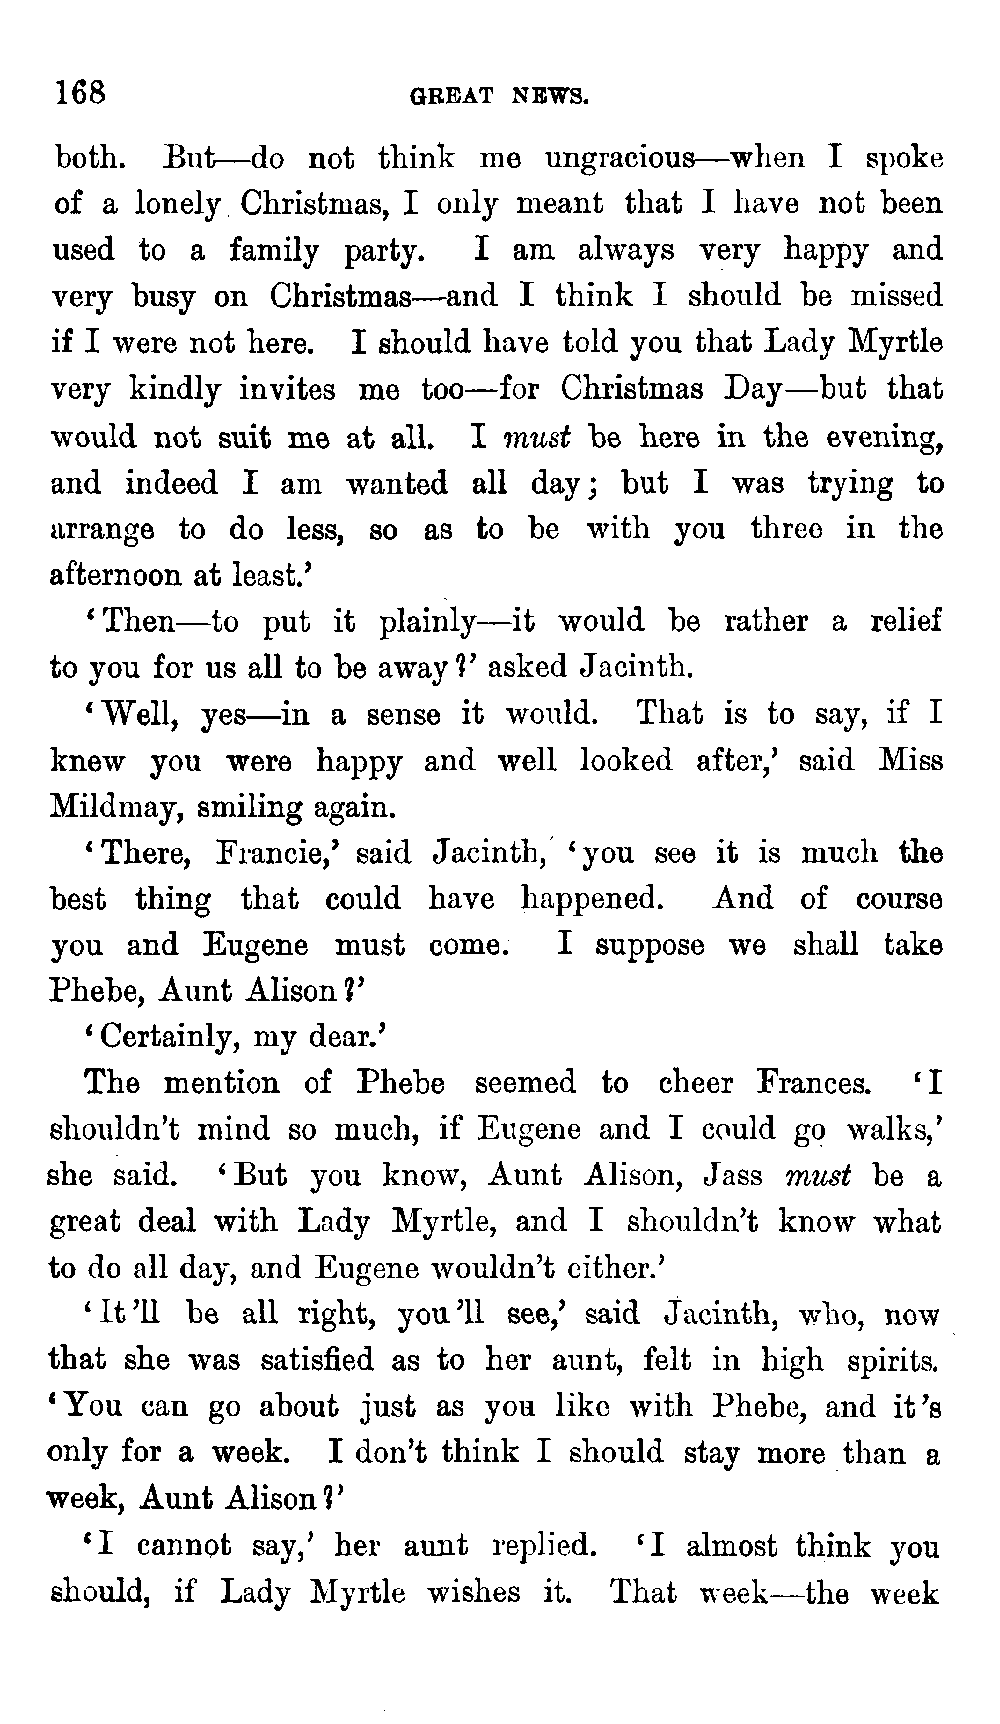 168 GREAT NEWS.
both. But—do not think me ungracious—when I spoke
of a lonely Christmas, I only meant that I have not been
used to a family party. I am always very happy and
very busy on Christmas—and I think I should be missed
if I were not here. I should have told you that Lady Myrtle
very kindly invites me too—for Christmas Day—but that
would not suit me at all. I must be here in the evening,
and indeed I am wanted all day; but I was trying to
arrange to do less, so as to be with you three in the
afternoon at least.’
‘Then—to put it plainly—it would be rather a relief
to you for us all to be away?’ asked Jacinth.
‘Well, yes—in a sense it would. That is to say, if I
knew you were happy and well looked after,’ said Miss
Mildmay, smiling again.
‘There, Francie,’ said Jacinth, ‘you see it is much the
best thing that could have happened. And of course
you and Eugene must come. I suppose we shall take
Phebe, Aunt Alison?’
‘Certainly, my dear.’
The mention of Phebe seemed to cheer Frances. ‘I
shouldn’t mind so much, if Eugene and I could go walks,’
she said. ‘But you know, Aunt Alison, Jass must be a
great deal with Lady Myrtle, and I shouldn’t know what
to do all day, and Eugene wouldn’t either.’
‘It’ll be all right, you’ll see,’ said Jacinth, who, now
that she was satisfied as to her aunt, felt in high spirits.
‘You can go about just as you like with Phebe, and it’s
only for a week. I don’t think I should stay more than a
week, Aunt Alison?’
‘I cannot say,’ her aunt replied. ‘I almost think you
should, if Lady Myrtle wishes it. That week—the week